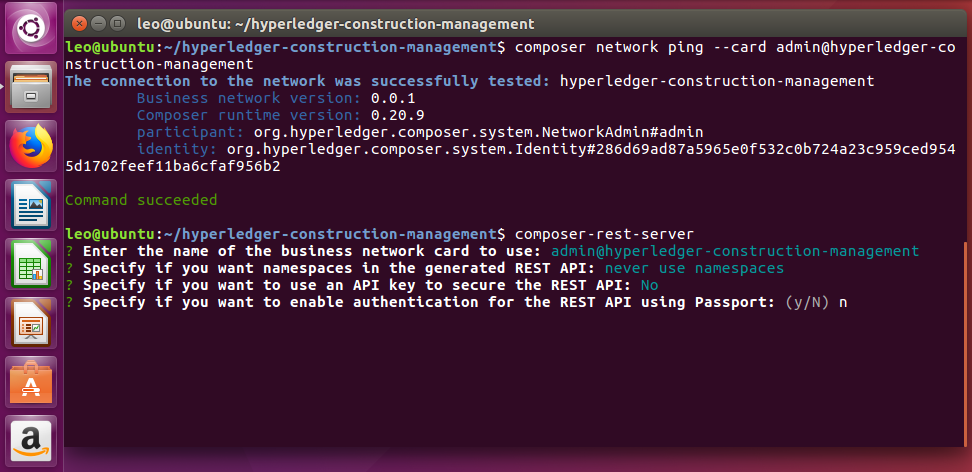 leo@ubuntu: ~/hyperledger-construction-management
leo@ubuntu:~/hyperledger-construction-management$ composer network ping --card admin@hyperledger-co
nstruction-management
The connection to the network was successfully tested: hyperledger-construction-management
Business network version: 0.0.1
Composer runtime version: 0.20.9
participant: org.hyperledger.composer.system.NetworkAdmin#admin
identity: org.hyperledger.composer.system.Identity#286d69ad87a5965e0f532c0b724a23c959ced954
5d1702feef11ba6cfaf956b2
Command succeeded
leo@ubuntu:~/hyperledger-construction-management$ composer-rest-server
? Enter the name of the business network card to use: admin@hyperledger-construction-management
? Specify if you want namespaces in the generated REST API: never use namespaces
? Specify if you want to use an API key to secure the REST API: No
? Specify if you want to enable authentication for the REST API using Passport: (y/N) n
A
a